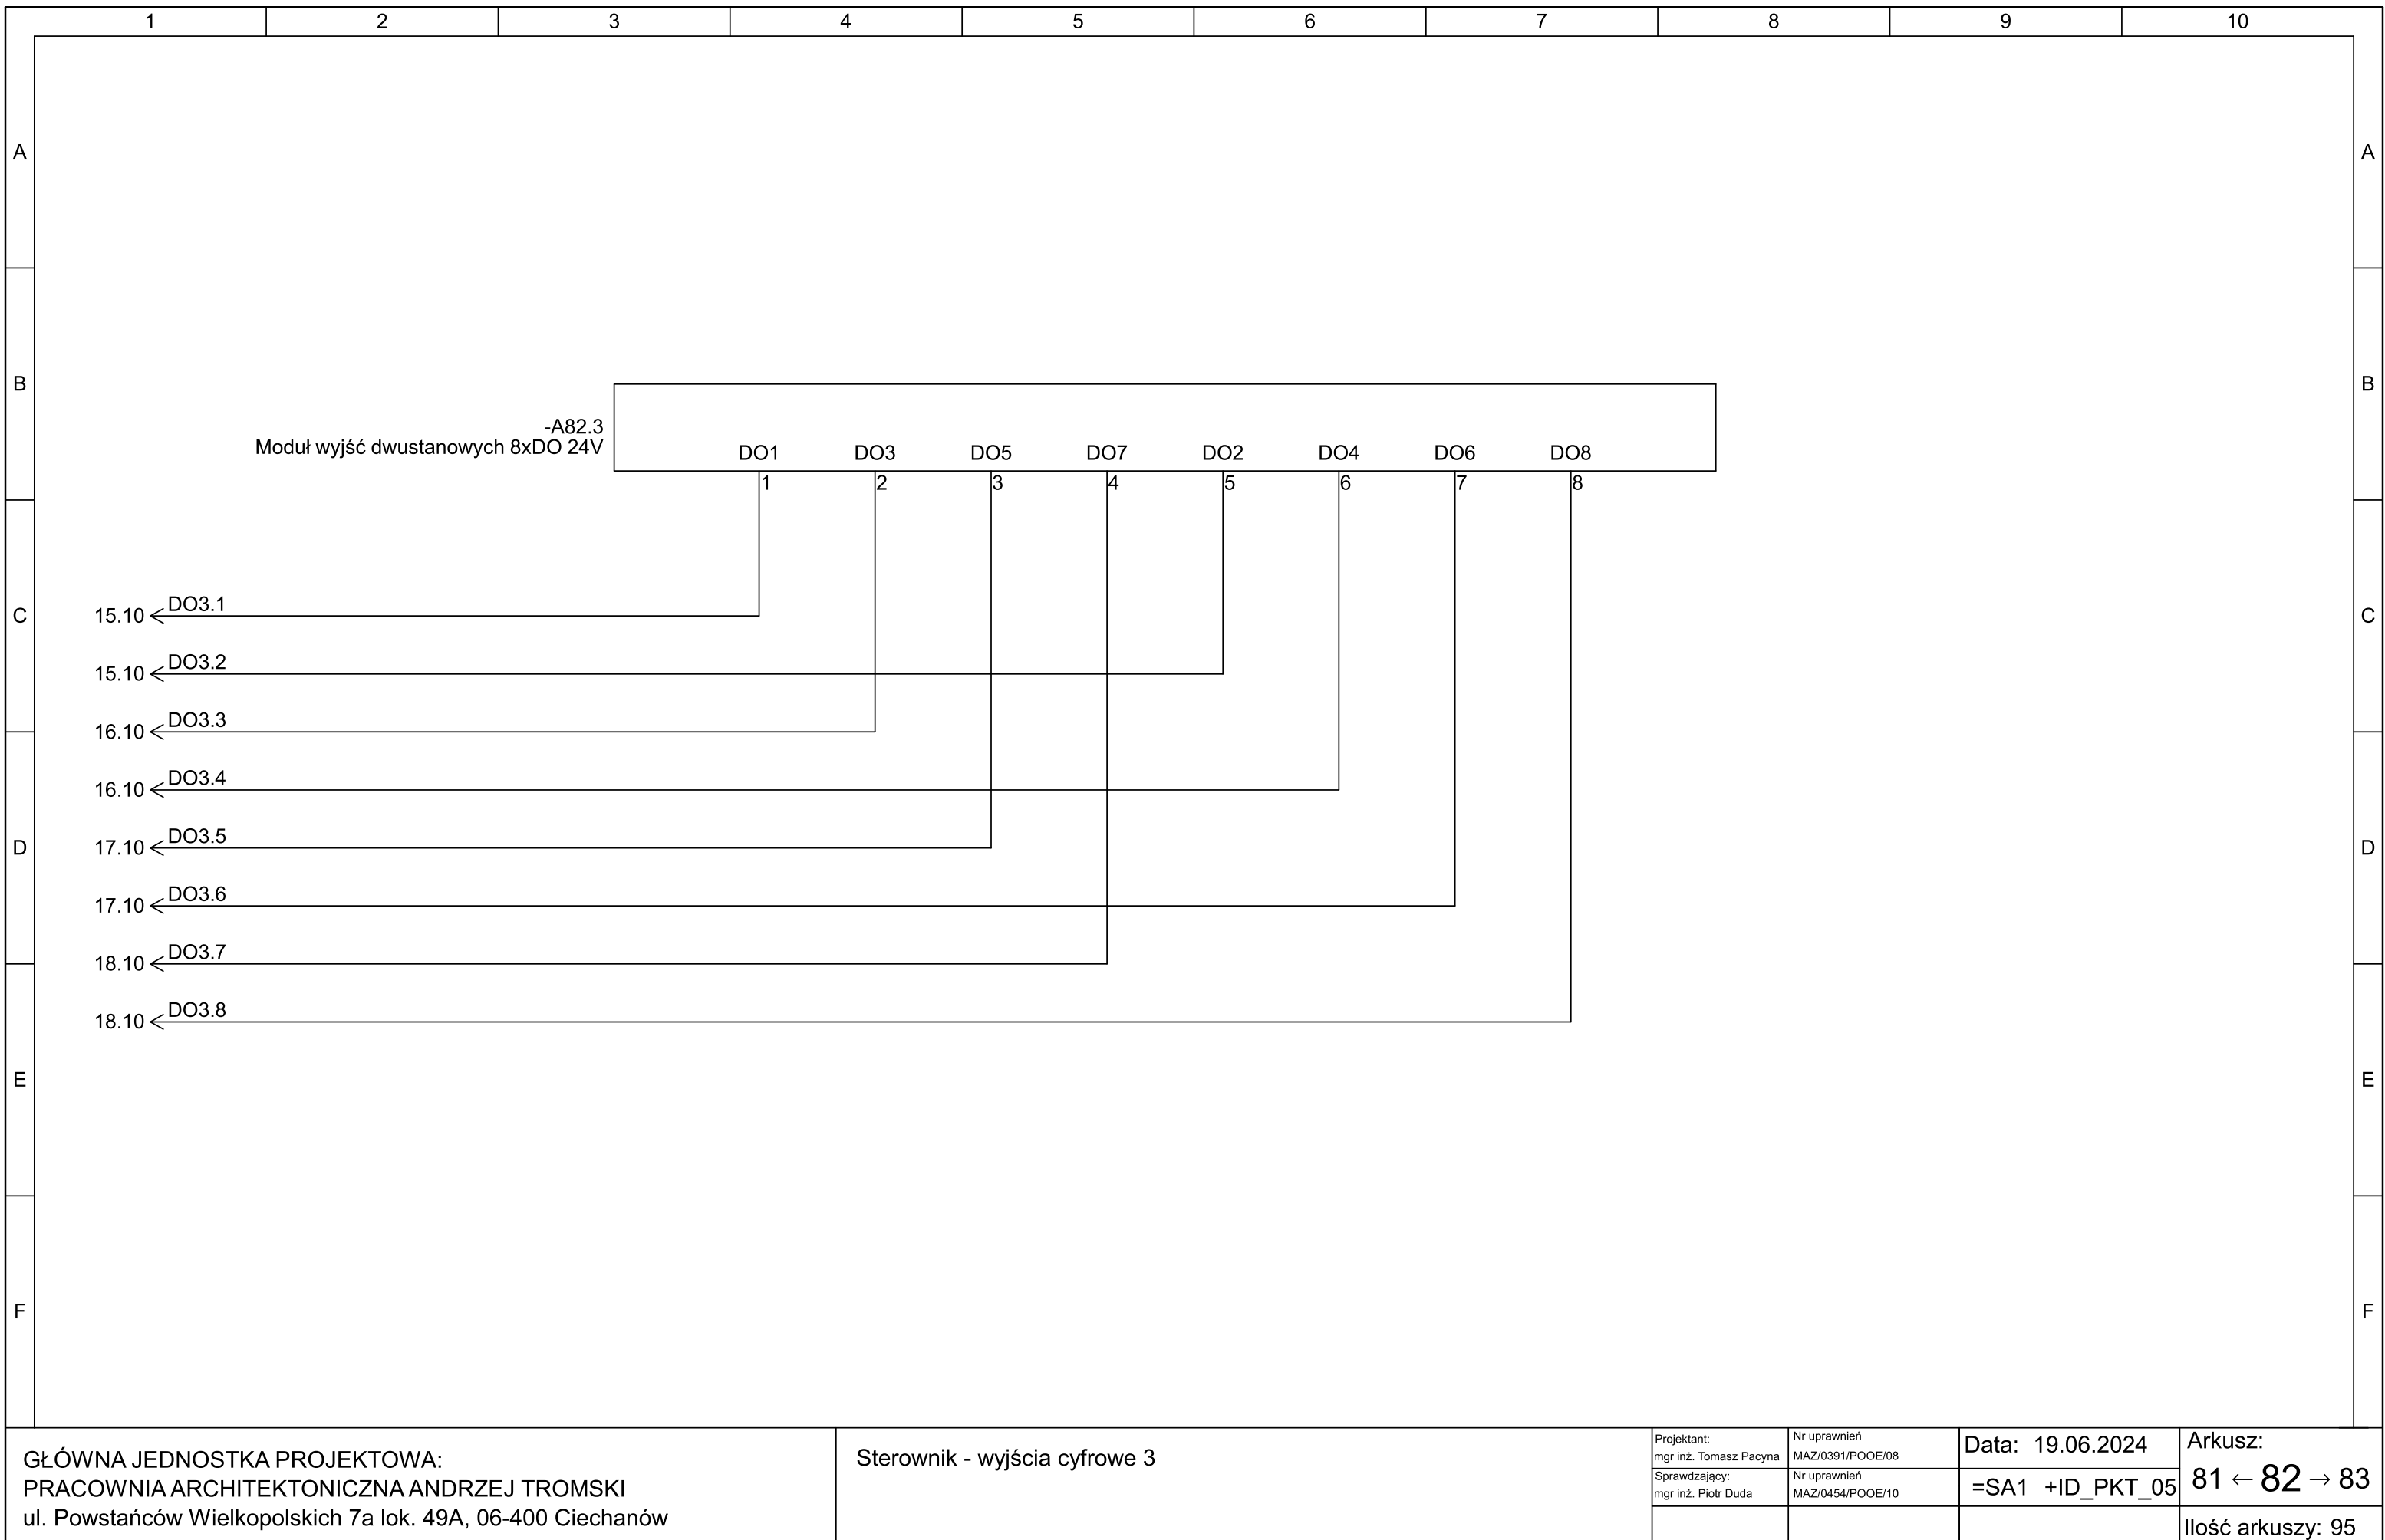 1 2 3 4 5 6 7 8 9 10
A A
B B
-A82.3
Moduł wyjść dwustanowych 8xDO 24V
DO1 DO3 DO5 DO7 DO2 DO4 DO6 DO8
1 2 3 4 5 6 7 8
C C
15.10 DO3.1
15.10 DO3.2
16.10 DO3.3
16.10 DO3.4
D D
17.10 DO3.5
17.10 DO3.6
18.10 DO3.7
18.10 DO3.8
E E
F F
GŁÓWNA JEDNOSTKA PROJEKTOWA:
PRACOWNIA ARCHITEKTONICZNA ANDRZEJ TROMSKI
ul. Powstańców Wielkopolskich 7a lok. 49A, 06-400 Ciechanów
Sterownik - wyjścia cyfrowe 3
Projektant:
mgr inż. Tomasz Pacyna
Nr uprawnień
MAZ/0391/POOE/08
Sprawdzający:
mgr inż. Piotr Duda
Nr uprawnień
MAZ/0454/POOE/10
Data: 19.06.2024
=SA1 +ID_PKT_05
Arkusz:
81 ← 82 → 83
Ilość arkuszy: 95